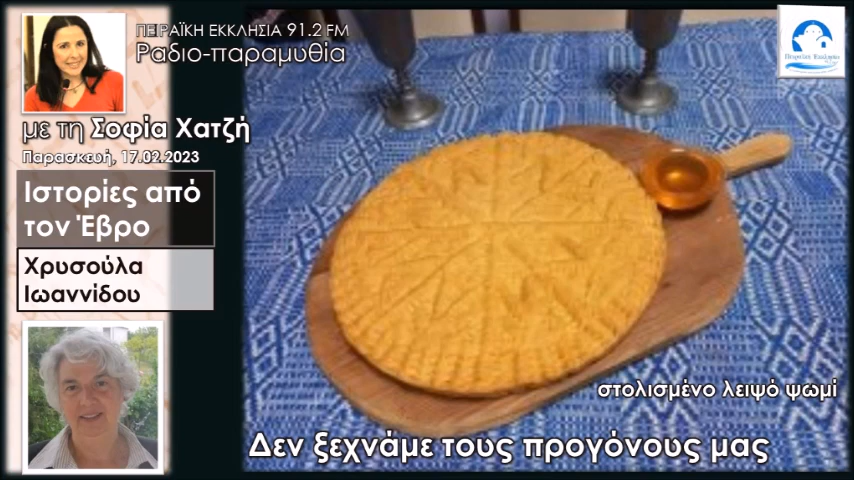 ΠΕΙΡΑΪΚΗ ΕΚΚΛΗΣΙΑ 91.2 FM
Ραδιο-παραμυθία
με τη Σοφία Χατζή
Παρασκευή, 17.02.2023
Ιστορίες από
τον Έβρο
Χρυσούλα
Ιωαννίδου
στολισμένο λειψό ψωμί
Δεν ξεχνάμε τους προγόνους μας